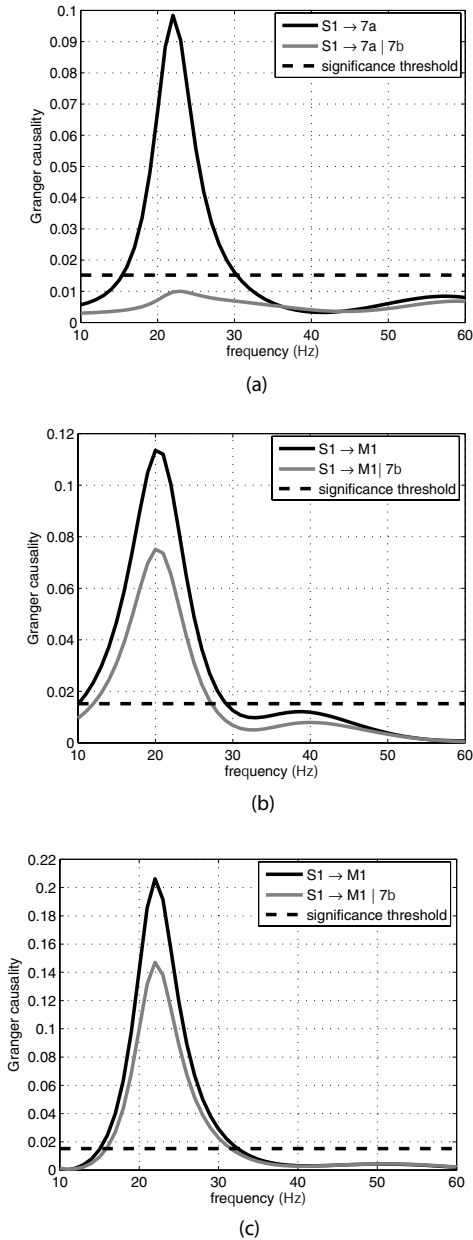 0.1
0.09
0.08
0.07
0.06
0.05
0.04
0.03
0.02
0.01
0
Granger causality
S1 → 7a
S1 → 7a | 7b
significance threshold
10 20 30 40 50 60
frequency (Hz)
(a)
0.12
0.1
0.08
0.06
0.04
0.02
0
Granger causality
S1 → M1
S1 → M1| 7b
significance threshold
10 20 30 40 50 60
frequency (Hz)
(b)
0.22
0.2
0.18
0.16
0.14
0.12
0.1
0.08
0.06
0.04
0.02
0
Granger causality
S1 → M1
S1 → M1 | 7b
significance threshold
10 20 30 40 50 60
frequency (Hz)
(c)